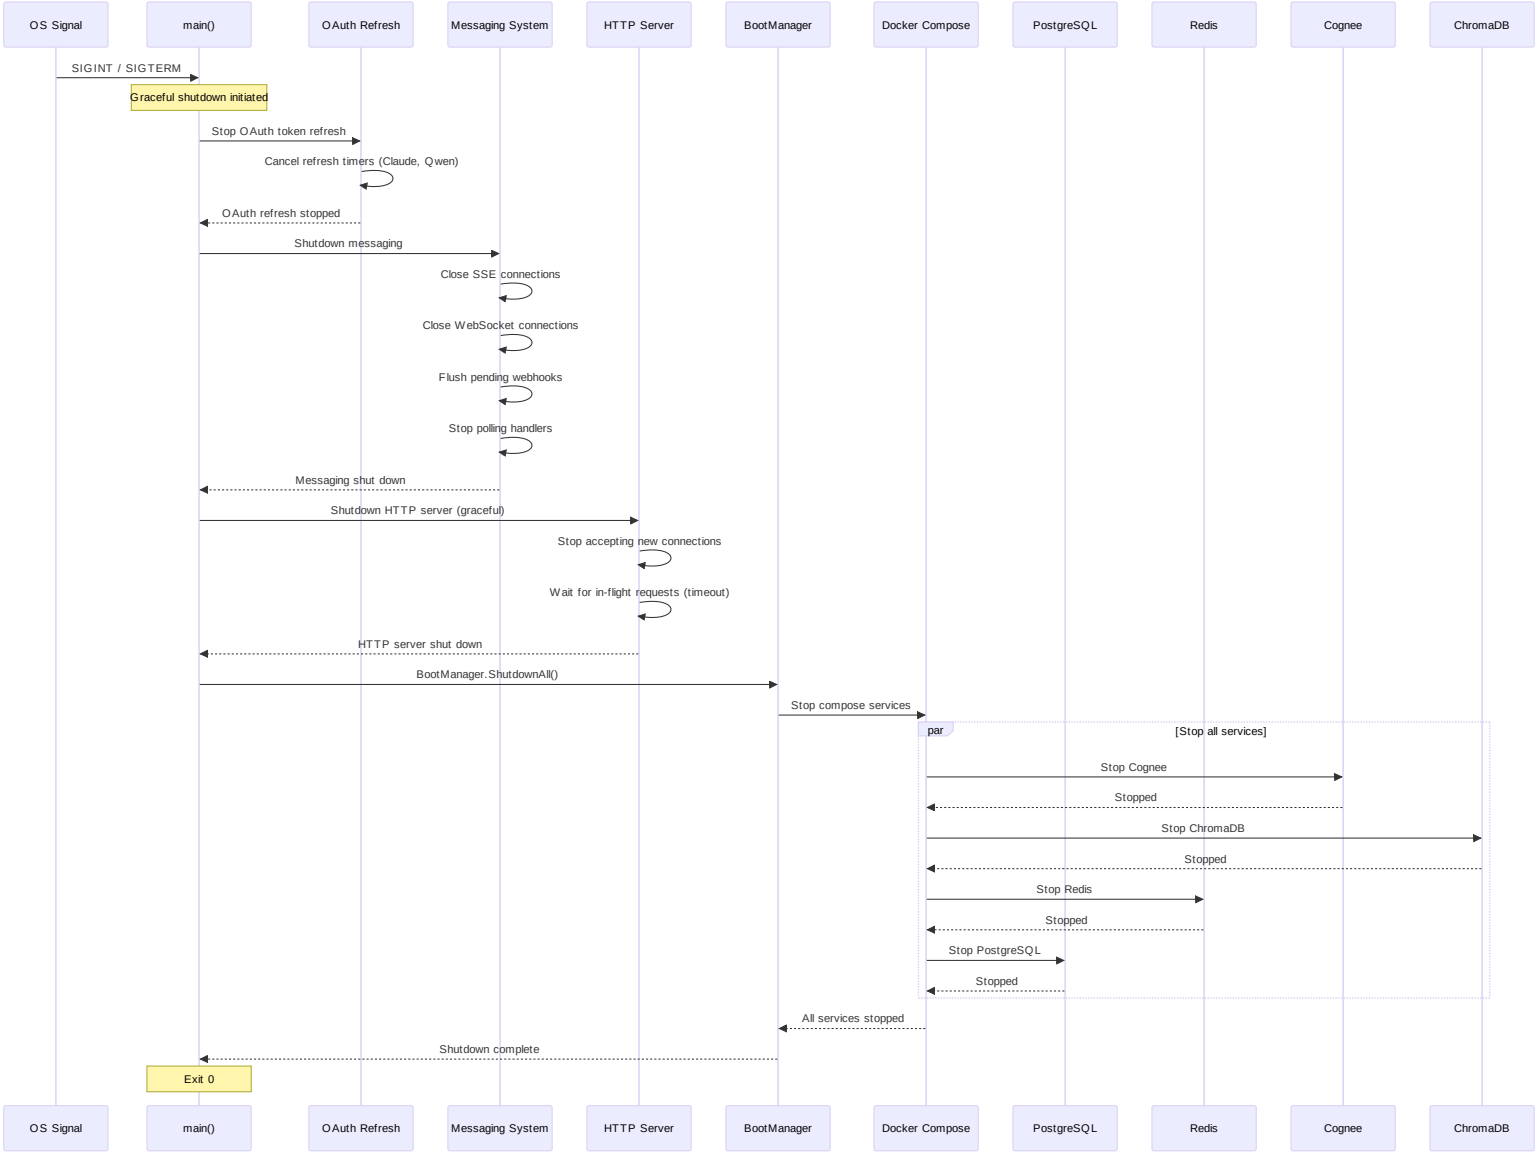 OS Signal
main()
OAuth Refresh
Messaging System
HTTP Server
BootManager
Docker Compose
PostgreSQL
Redis
Cognee
ChromaDB
SIGINT / SIGTERM
Graceful shutdown initiated
Stop OAuth token refresh
Cancel refresh timers (Claude, Qwen)
OAuth refresh stopped
Shutdown messaging
Close SSE connections
Close WebSocket connections
Flush pending webhooks
Stop polling handlers
Messaging shut down
Shutdown HTTP server (graceful)
Stop accepting new connections
Wait for in-flight requests (timeout)
HTTP server shut down
BootManager.ShutdownAll()
Stop compose services
par
[Stop all services]
Stop Cognee
Stopped
Stop ChromaDB
Stopped
Stop Redis
Stopped
Stop PostgreSQL
Stopped
All services stopped
Shutdown complete
Exit 0
OS Signal
main()
OAuth Refresh
Messaging System
HTTP Server
BootManager
Docker Compose
PostgreSQL
Redis
Cognee
ChromaDB